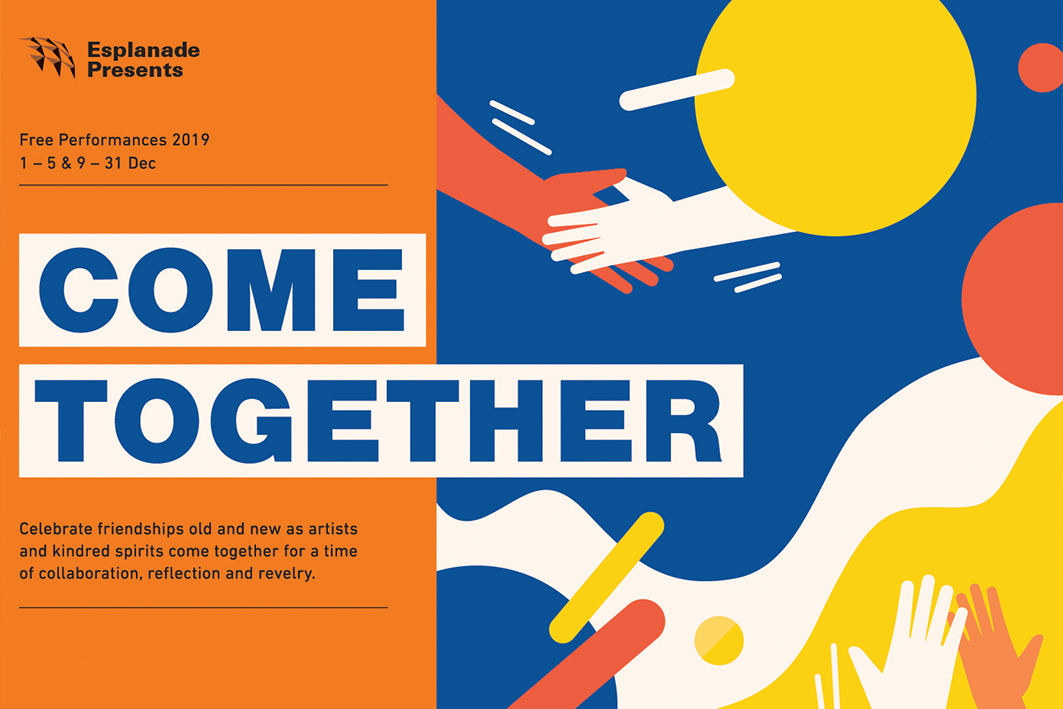 Esplanade
Presents
Free Performances 2019
1 – 5 & 9 – 31 Dec
COME
TOGETHER
Celebrate friendships old and new as artists
and kindred spirits come together for a time
of collaboration, reflection and revelry.